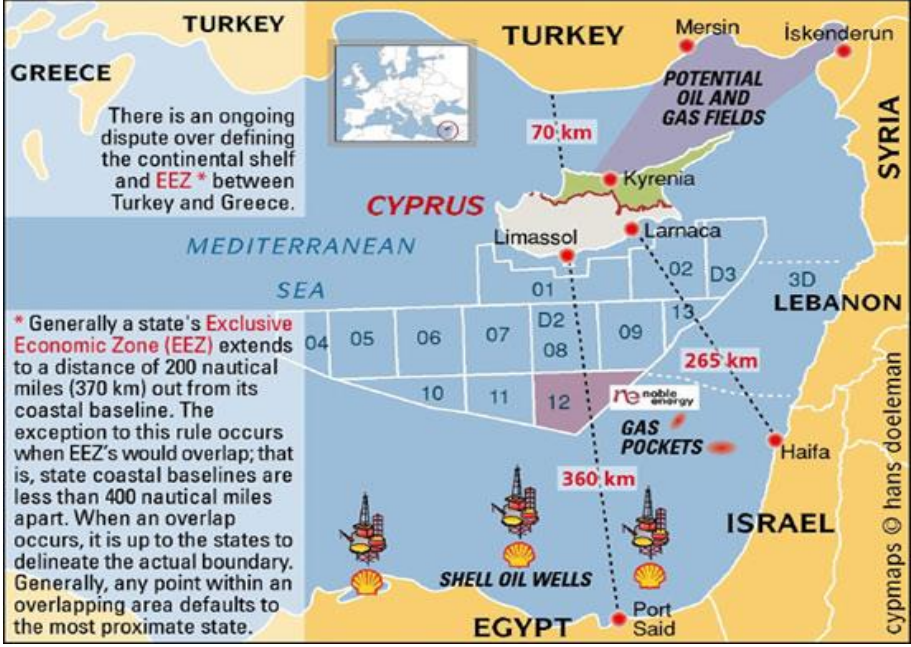 TURKEY
GREECE
There is an ongoing
dispute over defining
the continental shelf
and EEZ * between
Turkey and Greece.
TURKEY
Mersin
İskenderun
POTENTIAL
OIL AND
GAS FIELDS
70 km
SYRIA
Kyrenia
CYPRUS
Limassol
Larnaca
MEDITERRANEAN
SEA
01
02
D3
3D
LEBANON
04
05
06
07
D2
08
09
13
10
11
12
265 km
noble
energy
GAS
POCKETS
Haifa
360 km
ISRAEL
SHELL OIL WELLS
EGYPT
Port
Said
* Generally a state's Exclusive
Economic Zone (EEZ) extends
to a distance of 200 nautical
miles (370 km) out from its
coastal baseline. The
exception to this rule occurs
when EEZ's would overlap; that
is, state coastal baselines are
less than 400 nautical miles
apart. When an overlap
occurs, it is up to the states to
delineate the actual boundary.
Generally, any point within an
overlapping area defaults to
the most proximate state.
cypmaps © hans doeleman